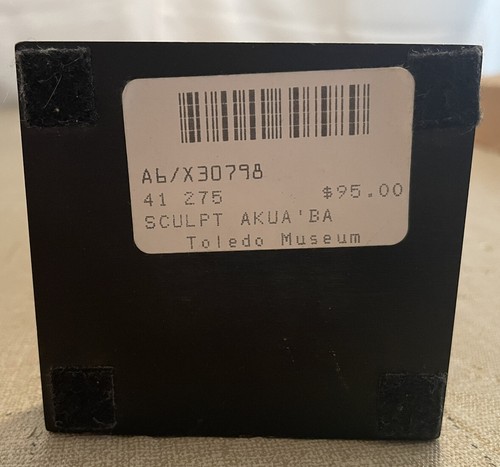 A6/X30798
41 275 $95.00
SCULPT AKUA'BA
Toledo Museum